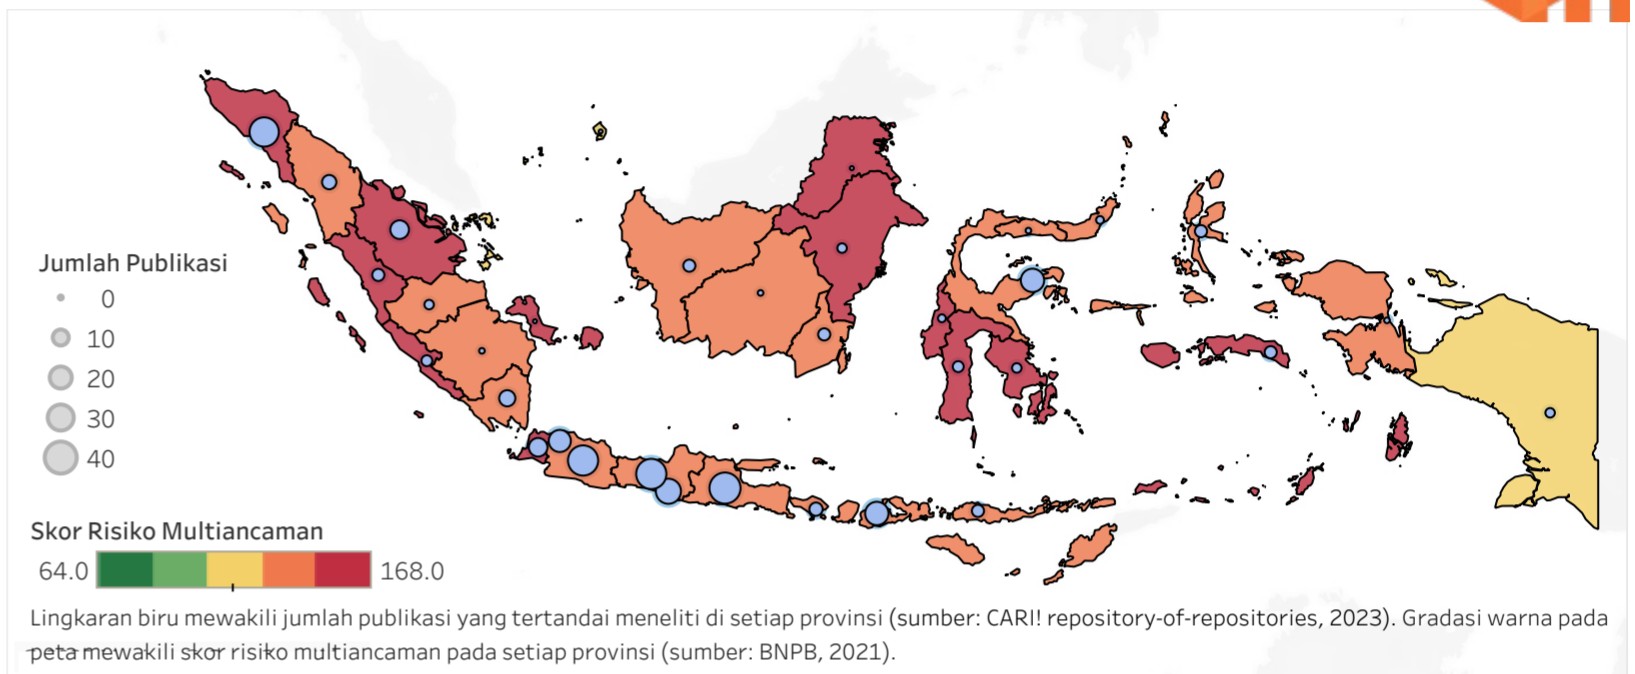 Jumlah Publikasi
0
10
20
30
40
Skor Risiko Multiancaman
64.0 168.0
Lingkaran biru mewakili jumlah publikasi yang tertandai meneliti di setiap provinsi (sumber: CARI! repository-of-repositories, 2023). Gradasi warna pada
peta mewakili skor risiko multiancaman pada setiap provinsi (sumber: BNPB, 2021).